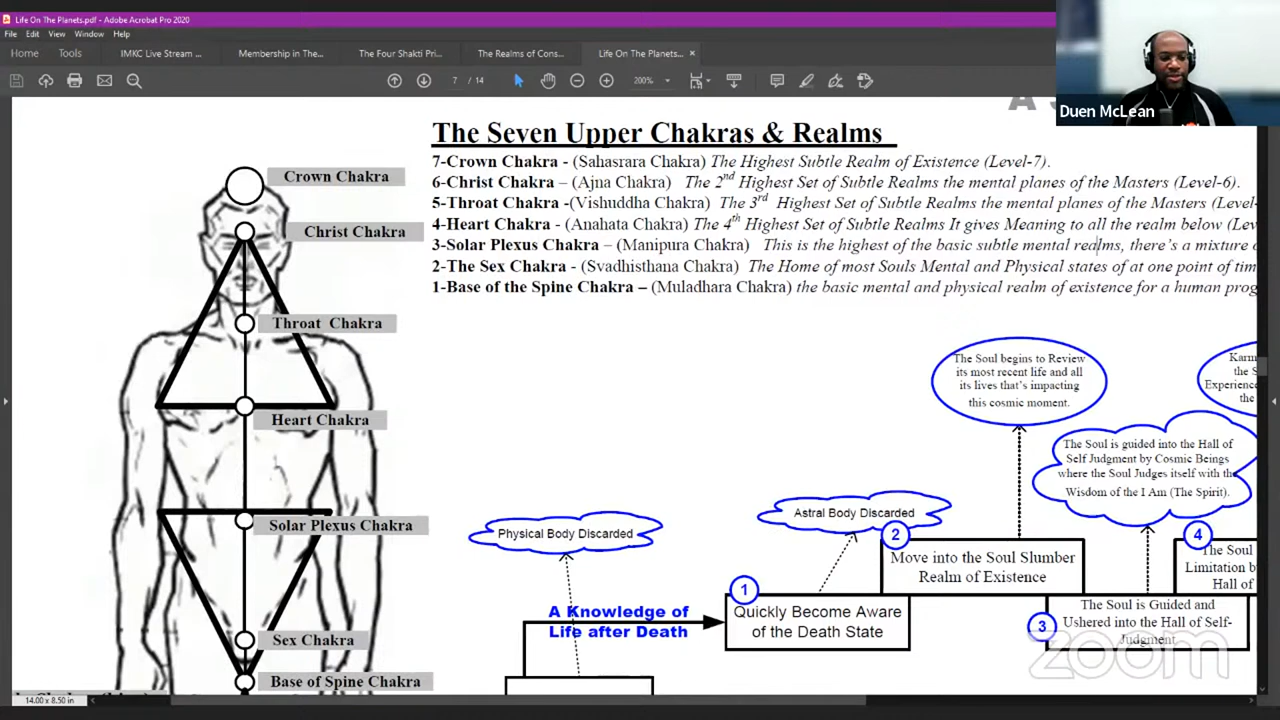 Life On The Planets.pdf - Adobe Acrobat Pro 2020
File Edit View Window Help
Home Tools IMKC Live Stream ... Membership in The... The Four Shakti Pri... The Realms of Cons... Life On The Planets... ×
7 / 14 200%
Duen McLean
The Seven Upper Chakras & Realms
7-Crown Chakra - (Sahasrara Chakra) The Highest Subtle Realm of Existence (Level-7).
6-Christ Chakra – (Ajna Chakra) The 2nd Highest Set of Subtle Realms the mental planes of the Masters (Level-6).
5-Throat Chakra -(Vishuddha Chakra) The 3rd Highest Set of Subtle Realms the mental planes of the Masters (Level-
4-Heart Chakra - (Anahata Chakra) The 4th Highest Set of Subtle Realms It gives Meaning to all the realm below (Lev
3-Solar Plexus Chakra – (Manipura Chakra) This is the highest of the basic subtle mental realms, there's a mixture
2-The Sex Chakra - (Svadhisthana Chakra) The Home of most Souls Mental and Physical states of at one point of tim
1-Base of the Spine Chakra – (Muladhara Chakra) the basic mental and physical realm of existence for a human prog
Crown Chakra
Christ Chakra
Throat Chakra
Heart Chakra
Solar Plexus Chakra
Sex Chakra
Base of Spine Chakra
The Soul begins to Review
its most recent life and all
its lives that's impacting
this cosmic moment.
Karm
the S
Experience
the
The Soul is guided into the Hall of
Self Judgment by Cosmic Beings
where the Soul Judges itself with the
Wisdom of the I Am (The Spirit).
Physical Body Discarded
Astral Body Discarded
2
Move into the Soul Slumber
Realm of Existence
4
The Soul
Limitation b
Hall of
1
Quickly Become Aware
of the Death State
A Knowledge of
Life after Death
3
The Soul is Guided and
Ushered into the Hall of Self-
Judgment
zoom
14.00 x 8.50 in